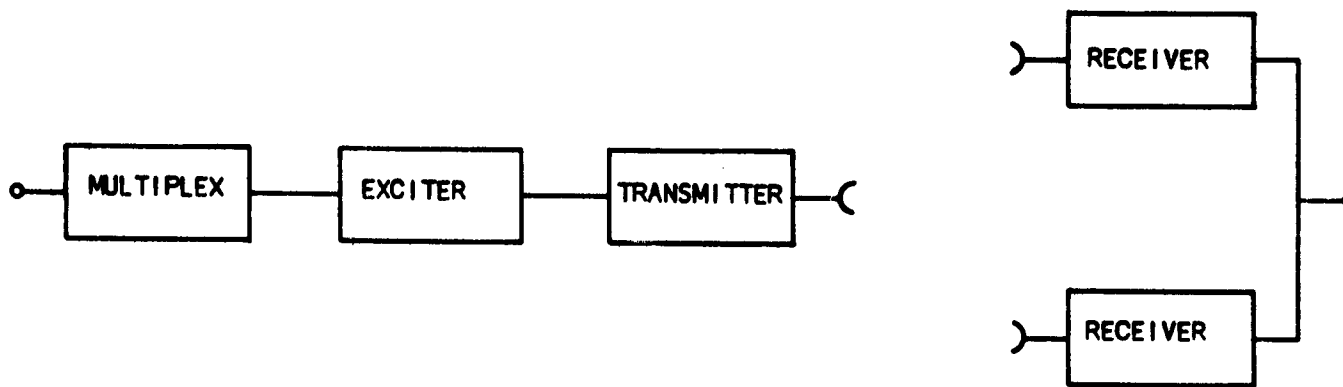 RECEIVER
MULTIPLEX
EXCITER
TRANSMITTER
RECEIVER